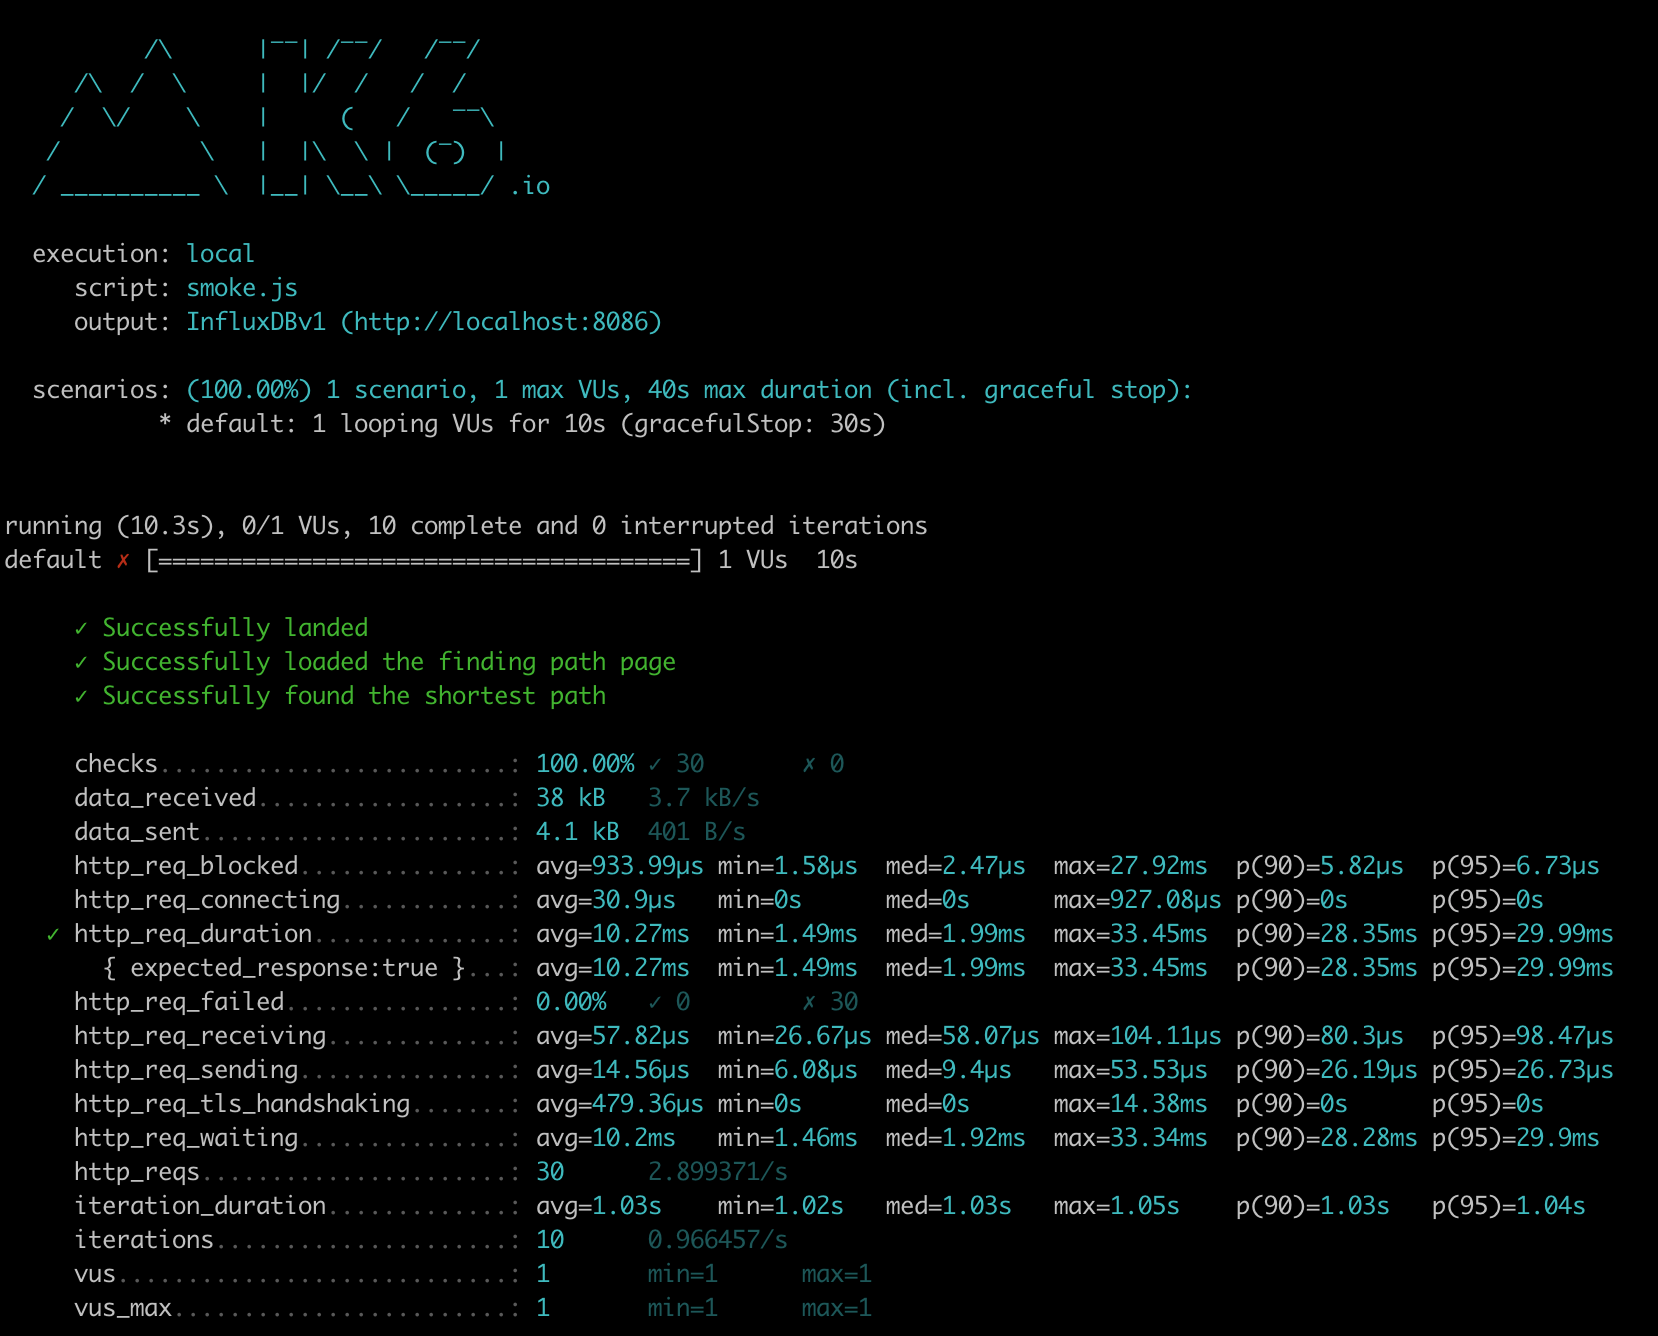 /\      |‾‾| /‾‾/   /‾‾/
     /\  /  \     |  |/  /   /  /
    /  \/    \    |     (   /   ‾‾\
   /          \   |  |\  \ |  (‾)  |
  / __________ \  |__| \__\ \_____/ .io

  execution: local
     script: smoke.js
     output: InfluxDBv1 (http://localhost:8086)

  scenarios: (100.00%) 1 scenario, 1 max VUs, 40s max duration (incl. graceful stop):
           * default: 1 looping VUs for 10s (gracefulStop: 30s)

running (10.3s), 0/1 VUs, 10 complete and 0 interrupted iterations
default ✗ [======================================] 1 VUs  10s

     ✓ Successfully landed
     ✓ Successfully loaded the finding path page
     ✓ Successfully found the shortest path

     checks.........................: 100.00% ✓ 30       ✗ 0
     data_received..................: 38 kB   3.7 kB/s
     data_sent......................: 4.1 kB  401 B/s
     http_req_blocked...............: avg=933.99µs min=1.58µs  med=2.47µs  max=27.92ms  p(90)=5.82µs  p(95)=6.73µs
     http_req_connecting............: avg=30.9µs   min=0s      med=0s      max=927.08µs p(90)=0s      p(95)=0s
   ✓ http_req_duration..............: avg=10.27ms  min=1.49ms  med=1.99ms  max=33.45ms  p(90)=28.35ms p(95)=29.99ms
       { expected_response:true }...: avg=10.27ms  min=1.49ms  med=1.99ms  max=33.45ms  p(90)=28.35ms p(95)=29.99ms
     http_req_failed................: 0.00%   ✓ 0        ✗ 30
     http_req_receiving.............: avg=57.82µs  min=26.67µs med=58.07µs max=104.11µs p(90)=80.3µs  p(95)=98.47µs
     http_req_sending...............: avg=14.56µs  min=6.08µs  med=9.4µs   max=53.53µs  p(90)=26.19µs p(95)=26.73µs
     http_req_tls_handshaking.......: avg=479.36µs min=0s      med=0s      max=14.38ms  p(90)=0s      p(95)=0s
     http_req_waiting...............: avg=10.2ms   min=1.46ms  med=1.92ms  max=33.34ms  p(90)=28.28ms p(95)=29.9ms
     http_reqs......................: 30      2.899371/s
     iteration_duration.............: avg=1.03s    min=1.02s   med=1.03s   max=1.05s    p(90)=1.03s   p(95)=1.04s
     iterations.....................: 10      0.966457/s
     vus............................: 1       min=1      max=1
     vus_max........................: 1       min=1      max=1